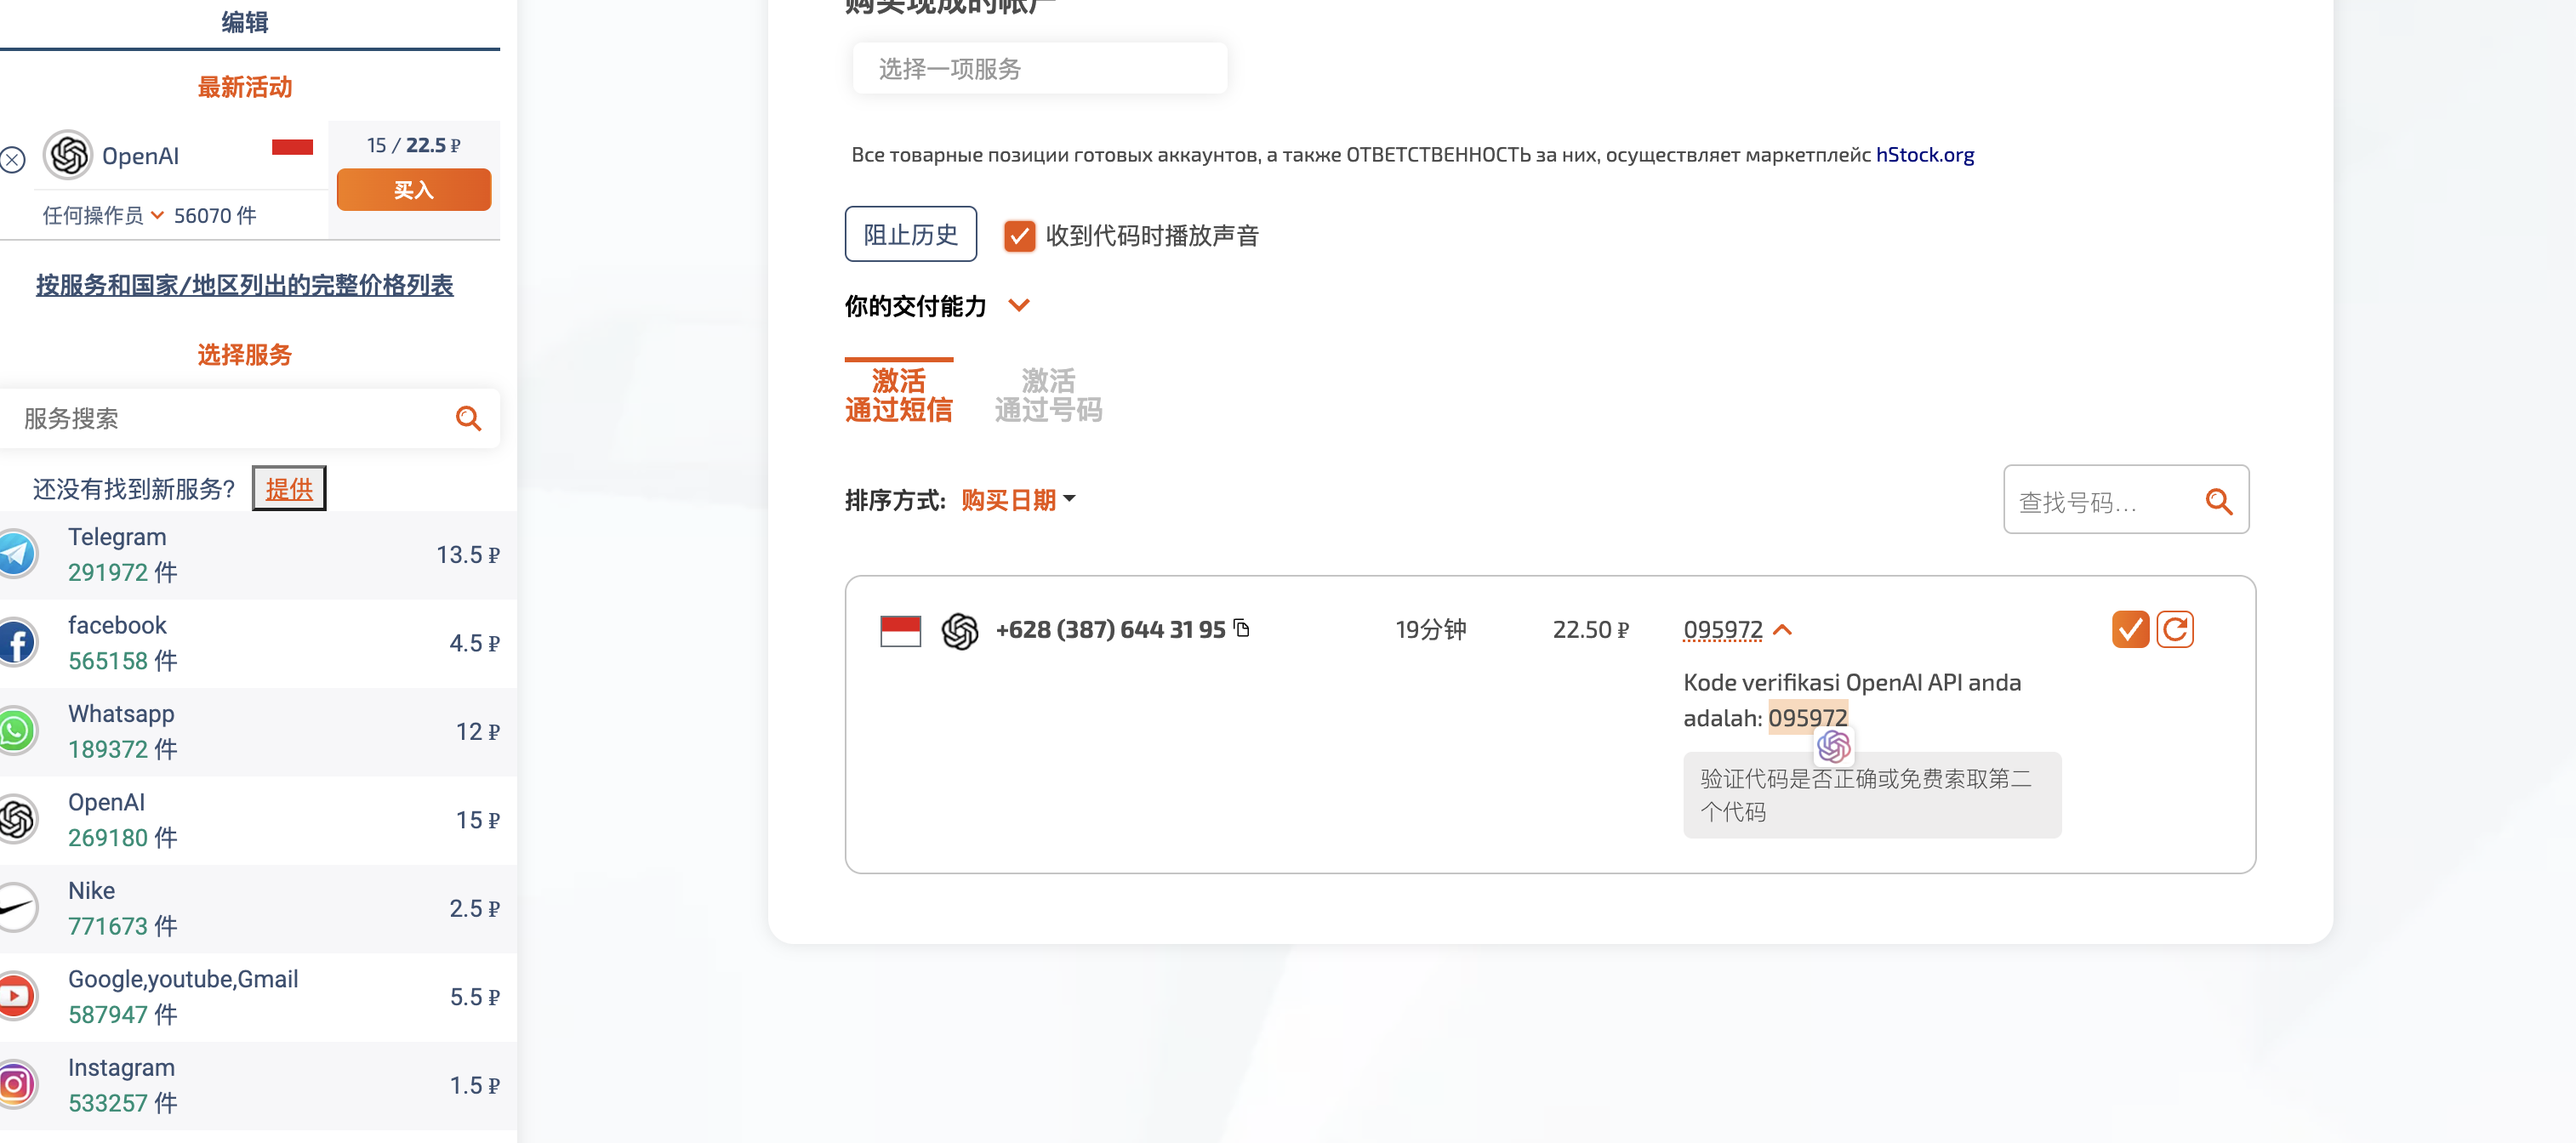 编辑
最新活动
OpenAI
15 / 22.5 ₽
买入
任何操作员 56070 件
按服务和国家/地区列出的完整价格列表
选择服务
服务搜索
还没有找到新服务? 提供
Telegram
291972 件
13.5 ₽
facebook
565158 件
4.5 ₽
Whatsapp
189372 件
12 ₽
OpenAI
269180 件
15 ₽
Nike
771673 件
2.5 ₽
Google,youtube,Gmail
587947 件
5.5 ₽
Instagram
533257 件
1.5 ₽
购买现成的帐户
选择一项服务
Все товарные позиции готовых аккаунтов, а также ОТВЕТСТВЕННОСТЬ за них, осуществляет маркетплейс hStock.org
阻止历史
收到代码时播放声音
你的交付能力
激活
通过短信
激活
通过号码
排序方式: 购买日期
查找号码...
+628 (387) 644 31 95
19分钟
22.50 ₽
095972
Kode verifikasi OpenAI API anda
adalah: 095972
验证代码是否正确或免费索取第二
个代码